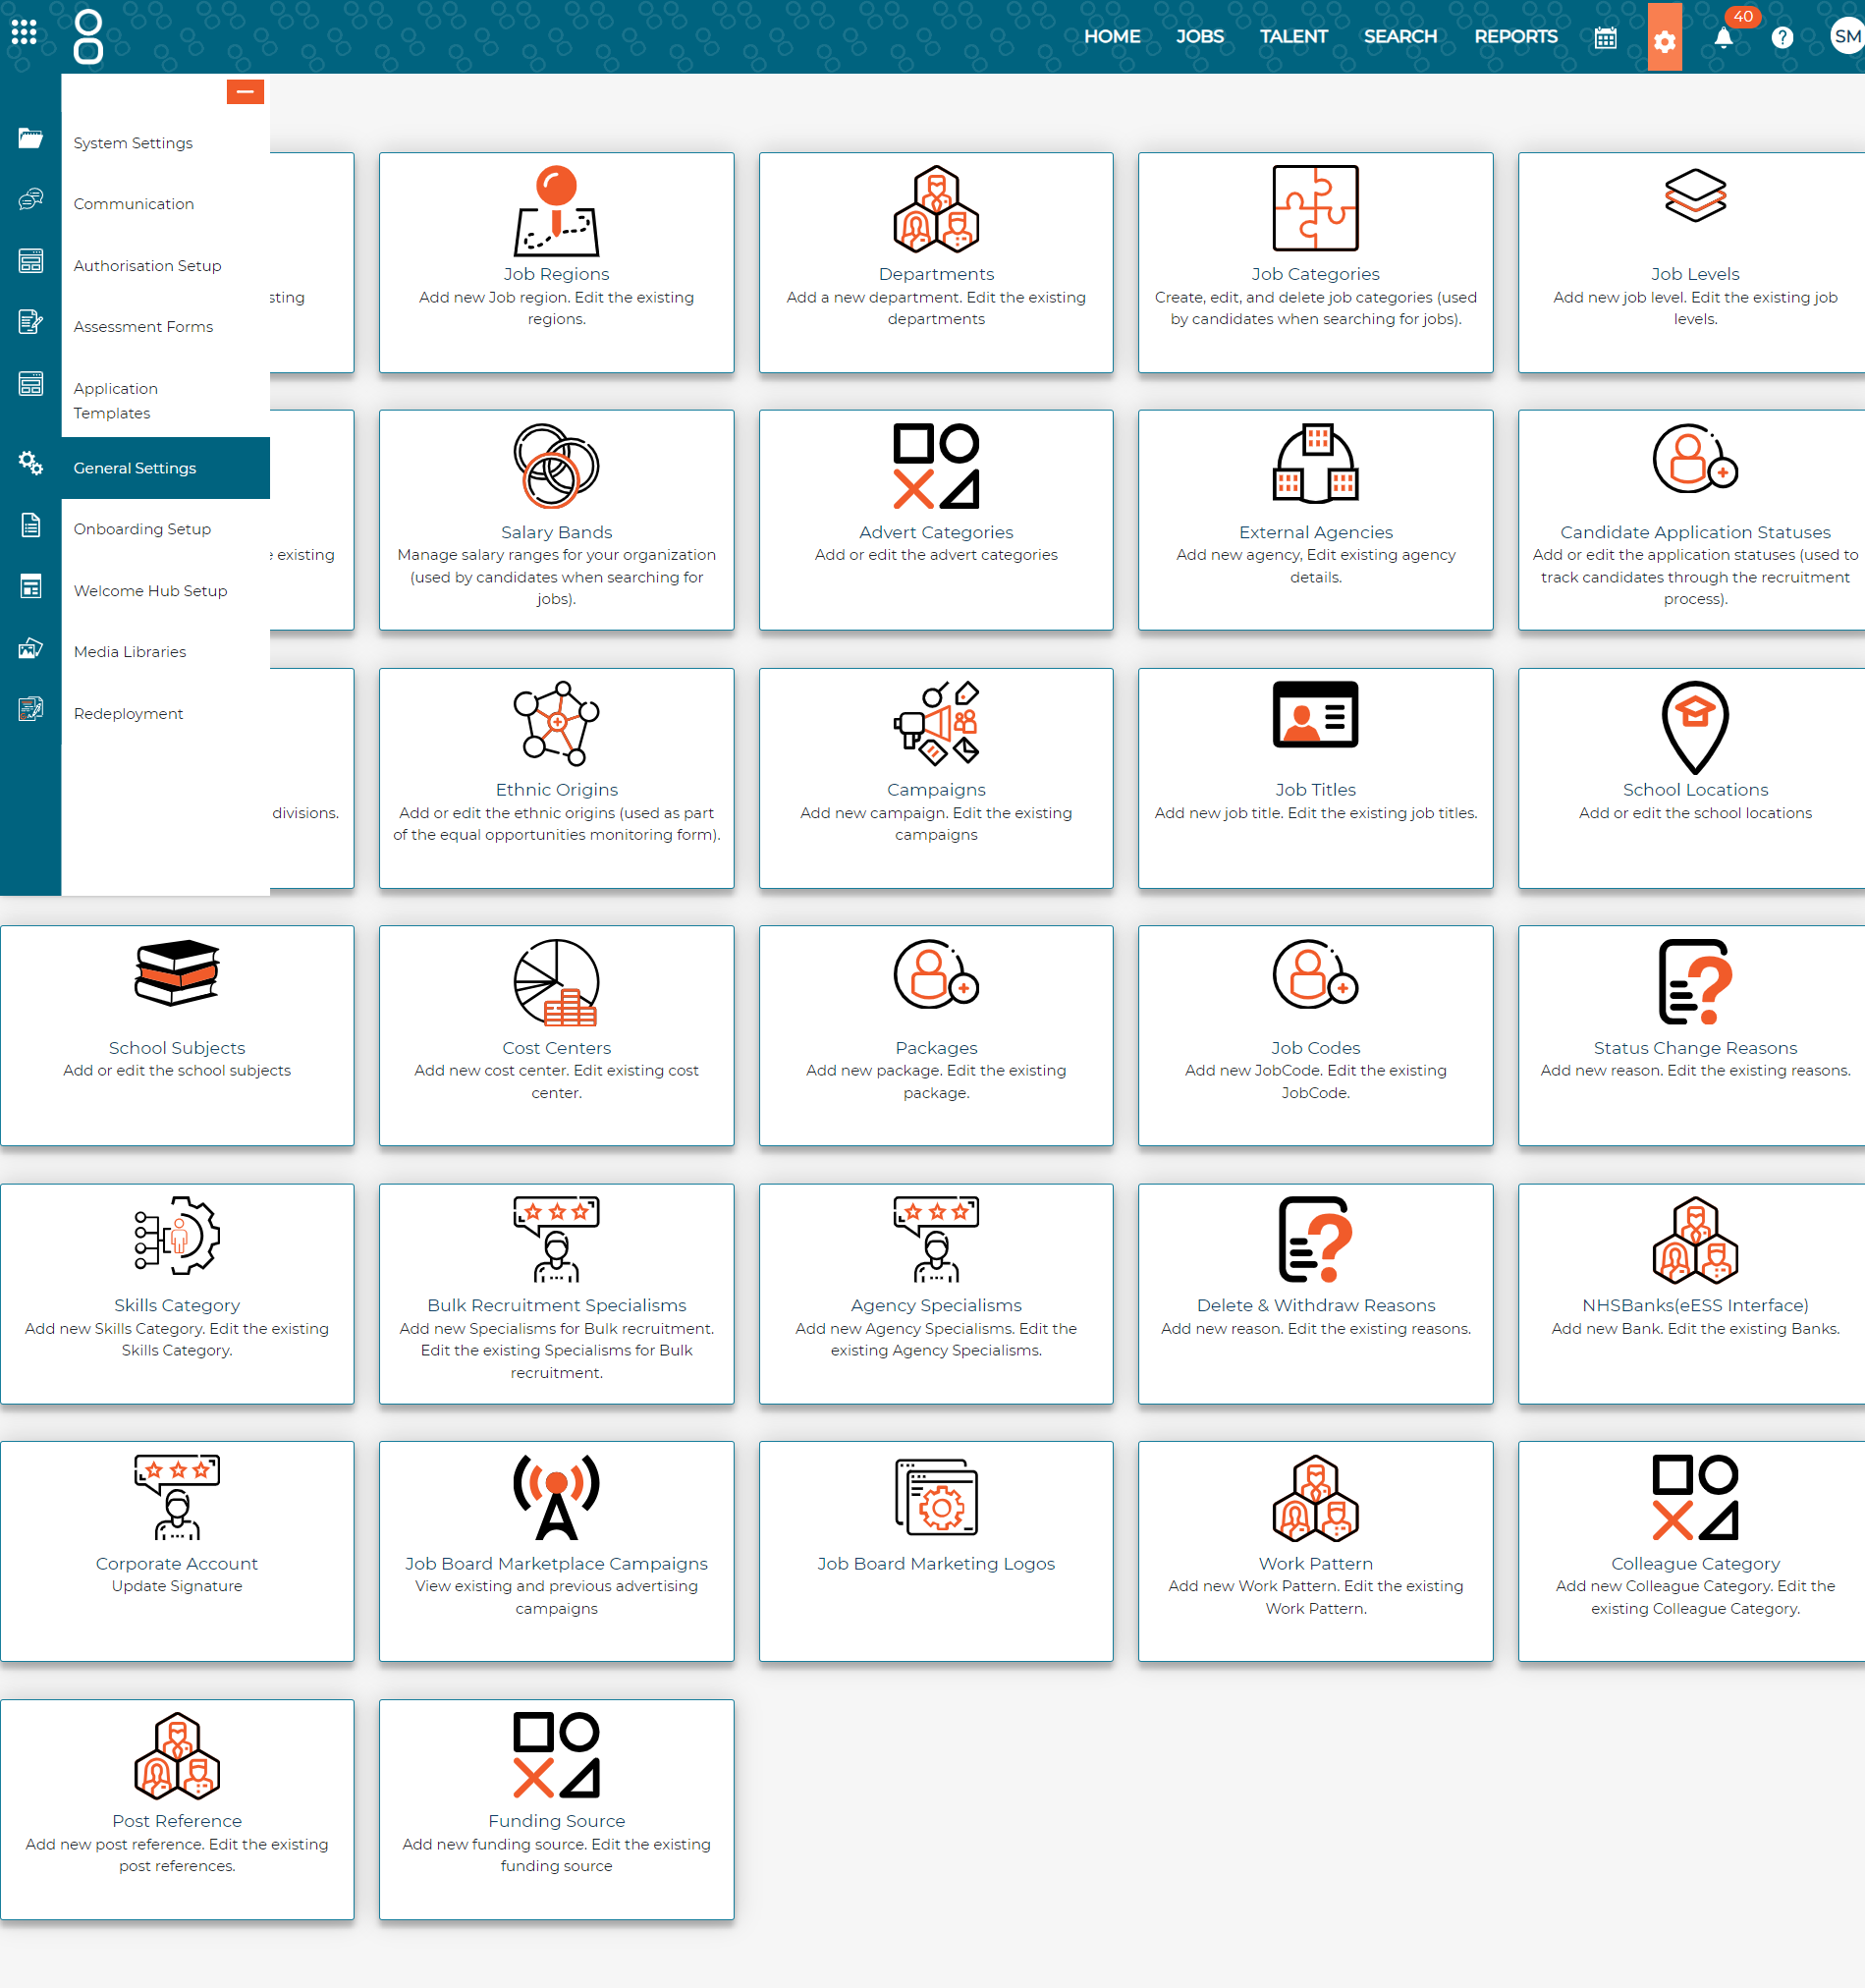 HOME JOBS TALENT SEARCH REPORTS 40 ? SM
System Settings
Communication
Authorisation Setup
Assessment Forms
Application
Templates
General Settings
Onboarding Setup
Welcome Hub Setup
Media Libraries
Redeployment
Job Regions
Add new Job region. Edit the existing
regions.
Departments
Add a new department. Edit the existing
departments
Job Categories
Create, edit, and delete job categories (used
by candidates when searching for jobs).
Job Levels
Add new job level. Edit the existing job
levels.
existing
Salary Bands
Manage salary ranges for your organization
(used by candidates when searching for
jobs).
Advert Categories
Add or edit the advert categories
External Agencies
Add new agency, Edit existing agency
details.
Candidate Application Statuses
Add or edit the application statuses (used to
track candidates through the recruitment
process).
divisions.
Ethnic Origins
Add or edit the ethnic origins (used as part
of the equal opportunities monitoring form).
Campaigns
Add new campaign. Edit the existing
campaigns
Job Titles
Add new job title. Edit the existing job titles.
School Locations
Add or edit the school locations
School Subjects
Add or edit the school subjects
Cost Centers
Add new cost center. Edit existing cost
center.
Packages
Add new package. Edit the existing
package.
Job Codes
Add new JobCode. Edit the existing
JobCode.
Status Change Reasons
Add new reason. Edit the existing reasons.
Skills Category
Add new Skills Category. Edit the existing
Skills Category.
Bulk Recruitment Specialisms
Add new Specialisms for Bulk recruitment.
Edit the existing Specialisms for Bulk
recruitment.
Agency Specialisms
Add new Agency Specialisms. Edit the
existing Agency Specialisms.
Delete & Withdraw Reasons
Add new reason. Edit the existing reasons.
NHSBanks(eESS Interface)
Add new Bank. Edit the existing Banks.
Corporate Account
Update Signature
Job Board Marketplace Campaigns
View existing and previous advertising
campaigns
Job Board Marketing Logos
Work Pattern
Add new Work Pattern. Edit the existing
Work Pattern.
Colleague Category
Add new Colleague Category. Edit the
existing Colleague Category.
Post Reference
Add new post reference. Edit the existing
post references.
Funding Source
Add new funding source. Edit the existing
funding source